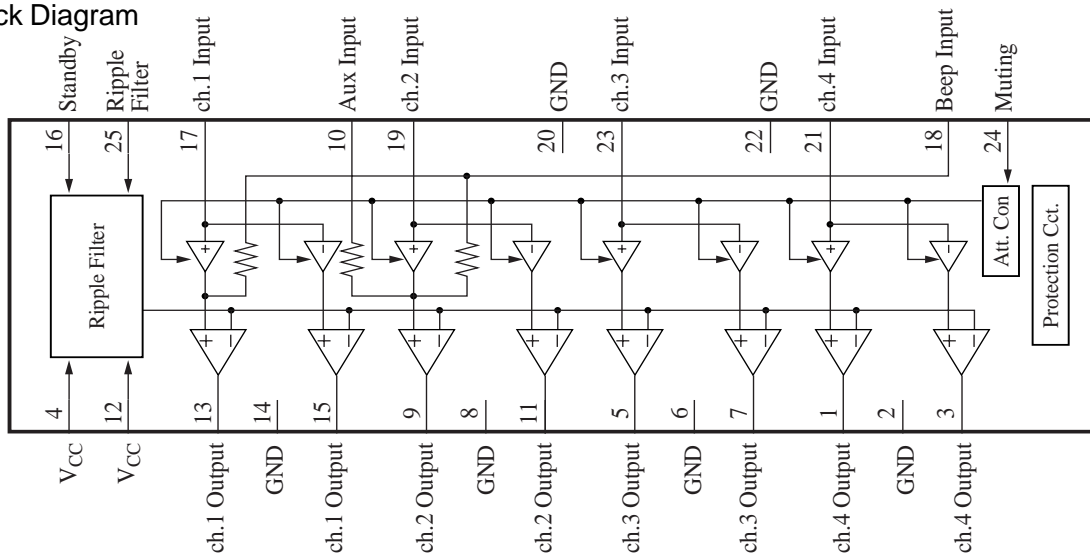 ck Diagram
Standby
Ripple
Filter
ch.1 Input
Aux Input
ch.2 Input
GND
ch.3 Input
GND
ch.4 Input
Beep Input
Muting
16
25
17
10
19
20
23
22
21
18
24
Ripple Filter
Att. Con
Protection Cct.
+
−
+
−
+
−
+
−
+ −
+ −
+ −
+ −
+ −
+ −
+ −
+ −
4
12
13
14
15
9
8
11
5
6
7
1
2
3
VCC
VCC
ch.1 Output
GND
ch.1 Output
ch.2 Output
GND
ch.2 Output
ch.3 Output
GND
ch.3 Output
ch.4 Output
GND
ch.4 Output